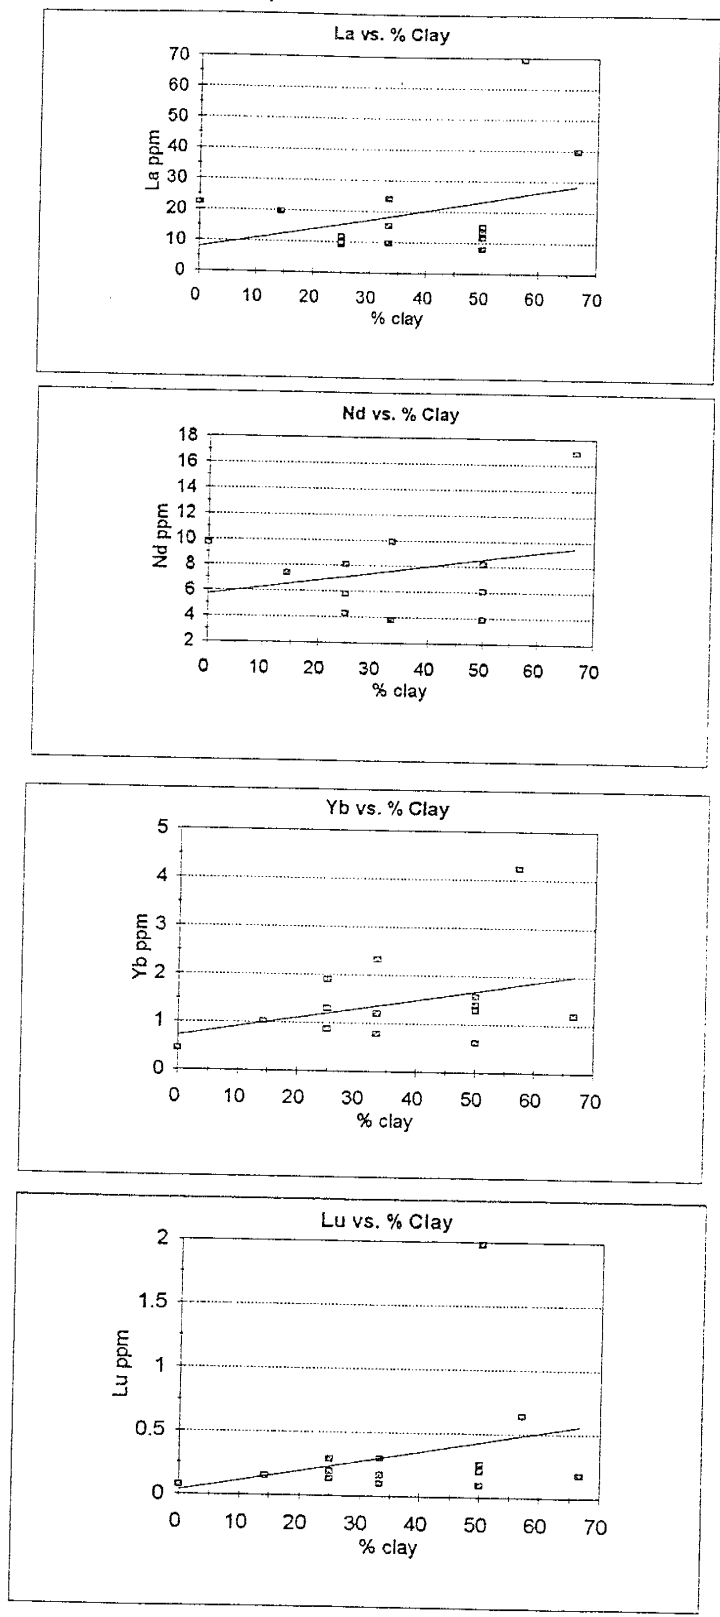 La vs. % Clay
70
60
50
40
30
20
10
0
La ppm
0 10 20 30 40 50 60 70
% clay
Nd vs. % Clay
18
16
14
12
10
8
6
4
2
Nd ppm
0 10 20 30 40 50 60 70
% clay
Yb vs. % Clay
5
4
3
2
1
0
Yb ppm
0 10 20 30 40 50 60 70
% clay
Lu vs. % Clay
2
1.5
1
0.5
0
Lu ppm
0 10 20 30 40 50 60 70
% clay